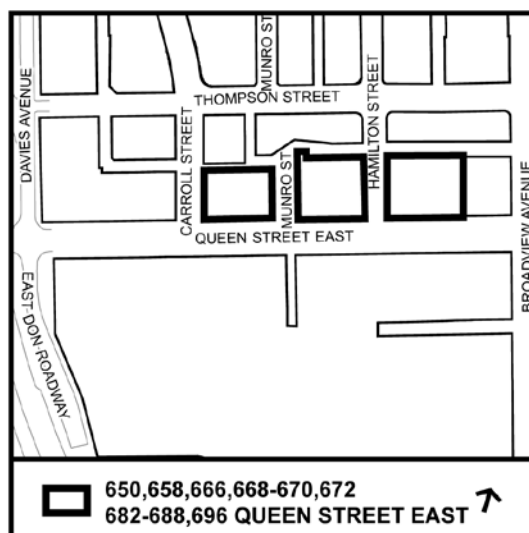 MUNRO ST
THOMPSON STREET
HAMILTON STREET
DAVIES AVENUE
CARROLL STREET
MUNRO ST
QUEEN STREET EAST
BROADVIEW AVENUE
EAST DON ROADWAY
650,658,666,668-670,672
682-688,696 QUEEN STREET EAST